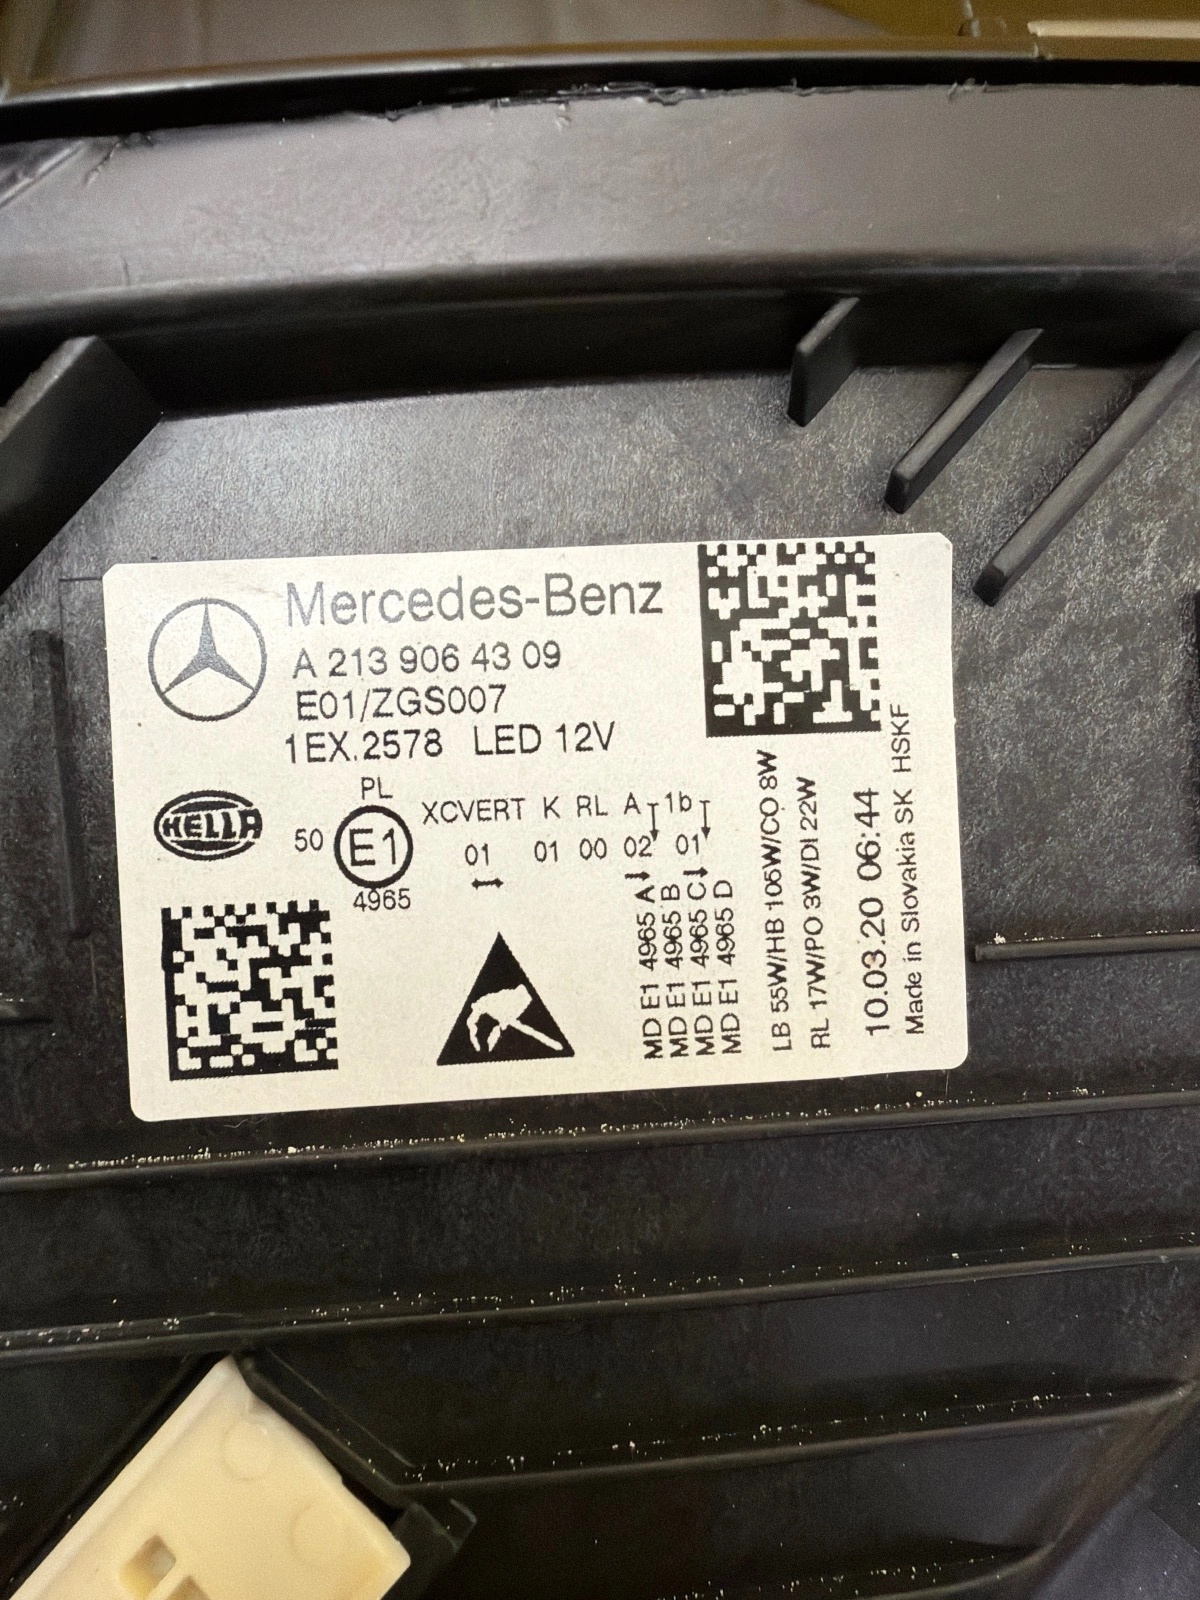 Mercedes-Benz
A 213 906 43 09
E01/ZGS007
1EX.2578 LED 12V
HELLA
PL
50 E1
4965
XCVERT K RL A 1b
01 01 00 02 01
MD E1 4965 A
MD E1 4965 B
MD E1 4965 C
MD E1 4965 D
LB 55W/HB 105W/CO 8W
RL 17W/PO 3W/DI 22W
10.03.20 06:44
Made in Slovakia SK HSKF